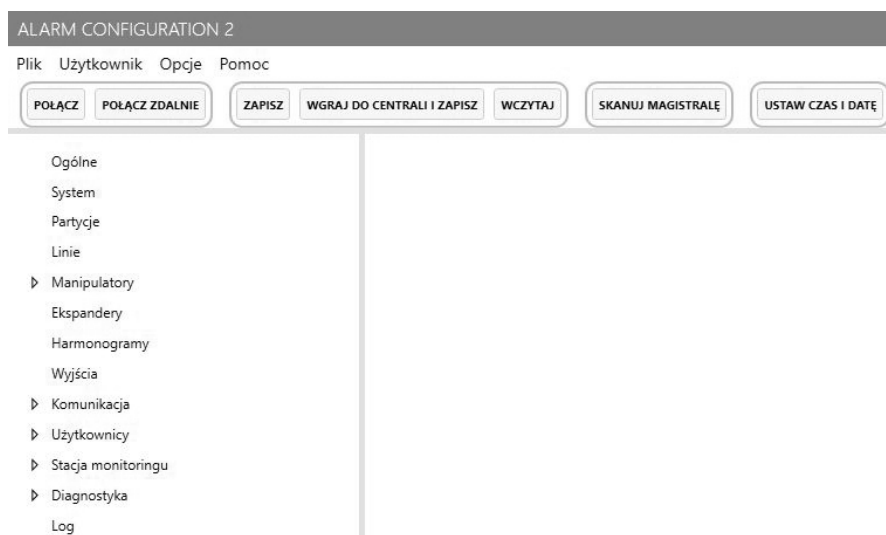 ALARM CONFIGURATION 2
Plik Użytkownik Opcje Pomoc
POŁĄCZ POŁĄCZ ZDALNIE ZAPISZ WGRAJ DO CENTRALI I ZAPISZ WCZYTAJ SKANUJ MAGISTRALĘ USTAW CZAS I DATĘ
Ogólne
System
Partycje
Linie
Manipulatory
Ekspandery
Harmonogramy
Wyjścia
Komunikacja
Użytkownicy
Stacja monitoringu
Diagnostyka
Log